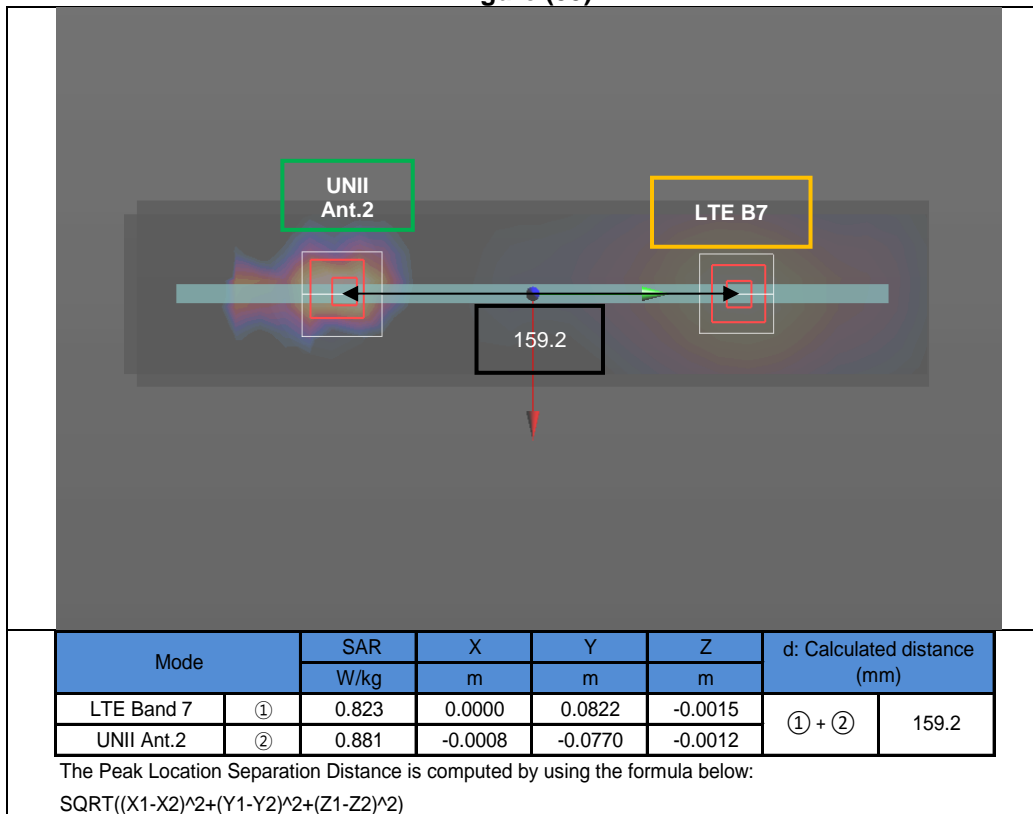 UNII
Ant.2
LTE B7
159.2
Mode SAR X Y Z d: Calculated distance
W/kg m m m (mm)
LTE Band 7 ① 0.823 0.0000 0.0822 -0.0015 ① + ② 159.2
UNII Ant.2 ② 0.881 -0.0008 -0.0770 -0.0012
The Peak Location Separation Distance is computed by using the formula below:
SQRT((X1-X2)^2+(Y1-Y2)^2+(Z1-Z2)^2)